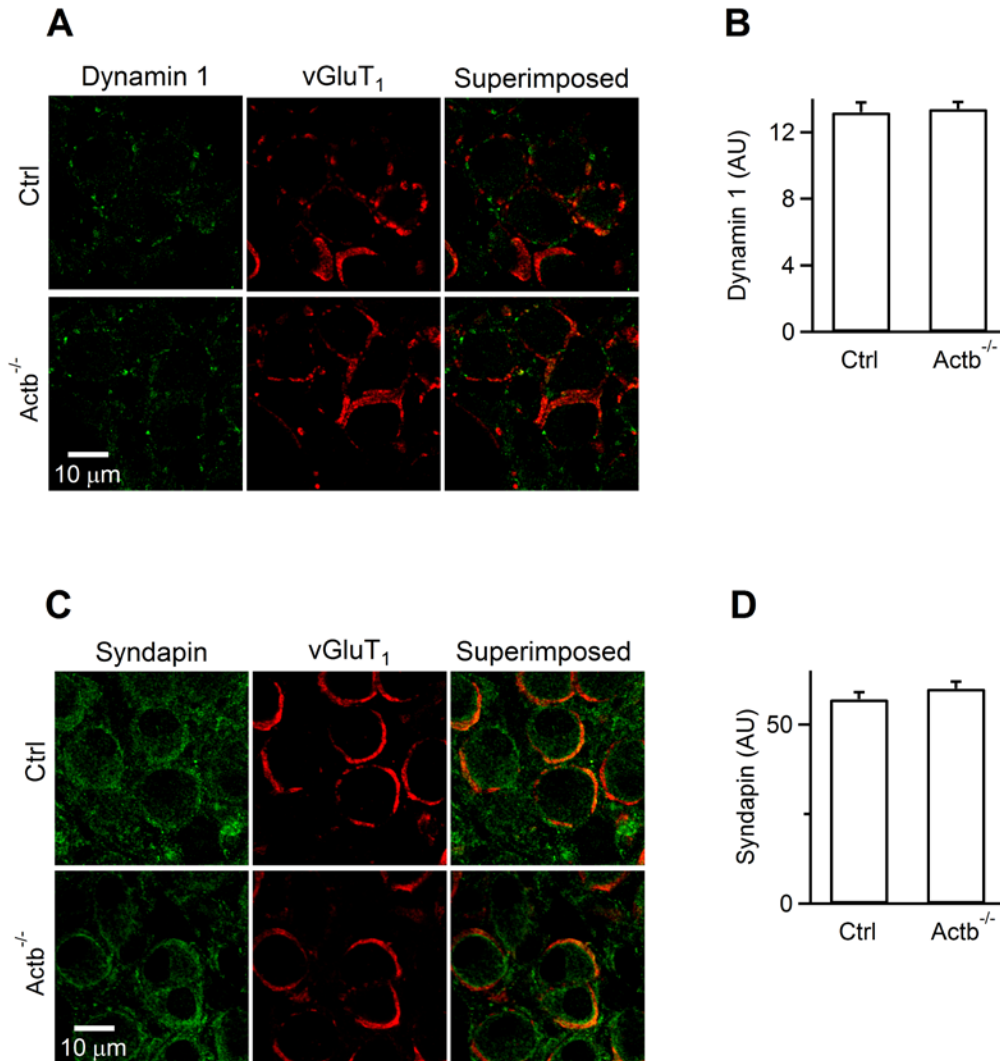 A
Dynamin 1 vGluT₁ Superimposed
Ctrl
Actb⁻/⁻
10 μm
B
Dynamin 1 (AU)
12
8
4
0
Ctrl Actb⁻/⁻
C
Syndapin vGluT₁ Superimposed
Ctrl
Actb⁻/⁻
10 μm
D
Syndapin (AU)
50
0
Ctrl Actb⁻/⁻